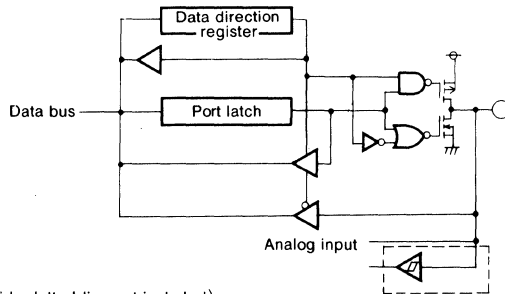 Data direction
register
Data bus
Port latch
Analog input